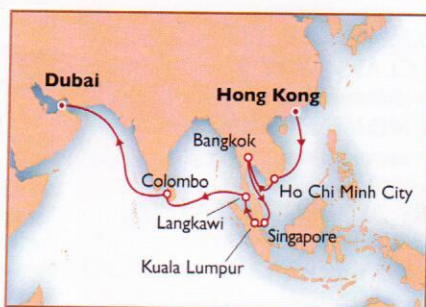 Dubai
Hong Kong
Bangkok
Colombo
Ho Chi Minh City
Langkawi
Singapore
Kuala Lumpur